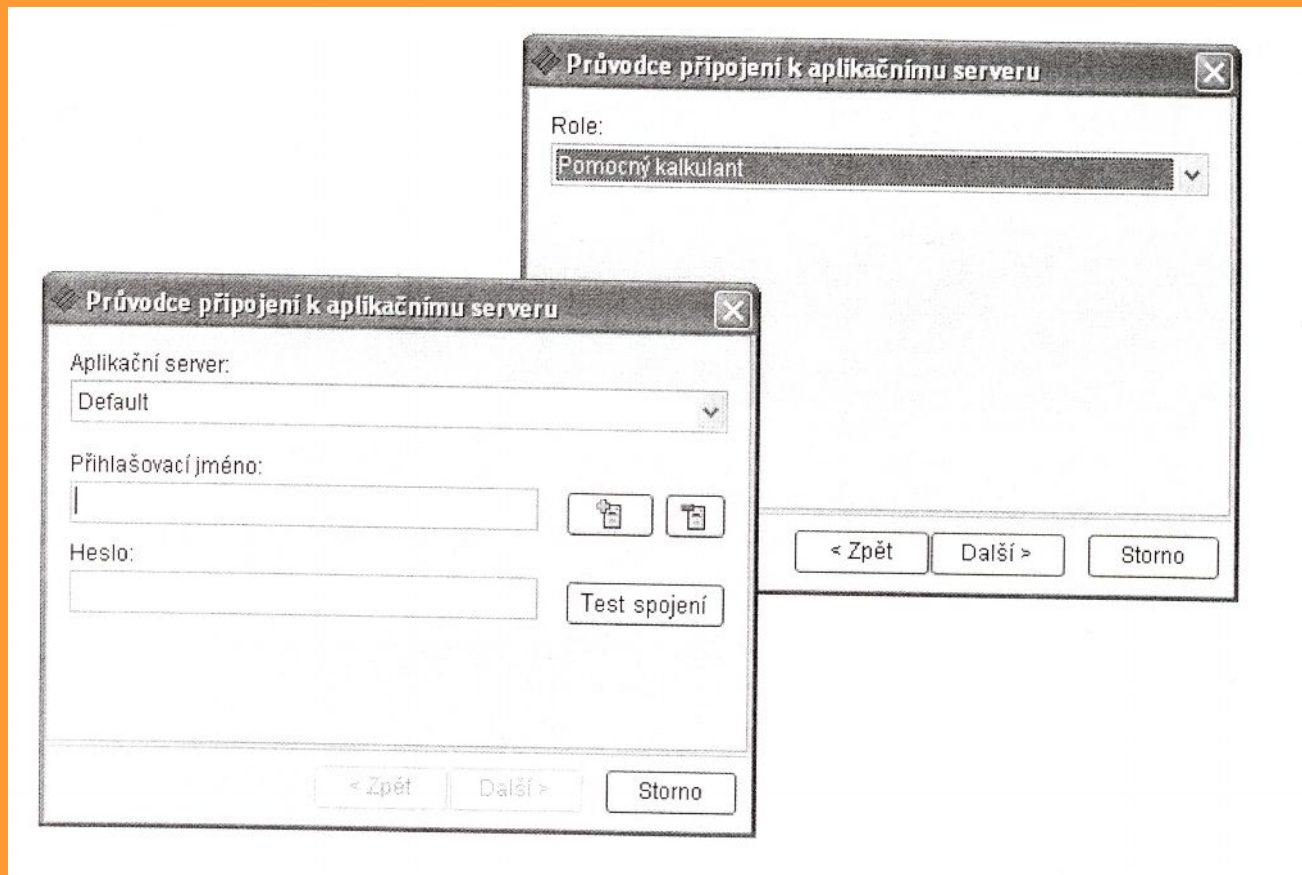 Průvodce připojení k aplikačnímu serveru
Role:
Pomocný kalkulant
< Zpět
Další >
Storno
Průvodce připojení k aplikačnímu serveru
Aplikační server:
Default
Přihlašovací jméno:
Heslo:
Test spojení
< Zpět
Další >
Storno